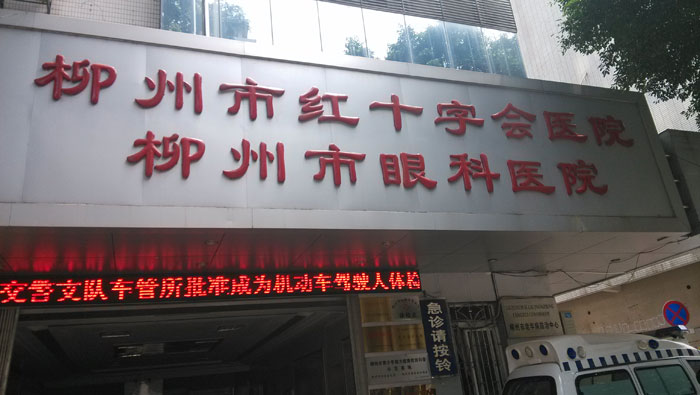 柳州市红十字会医院
柳州市眼科医院
交警支队车管所批准成为机动车驾驶人体检
急诊请按铃